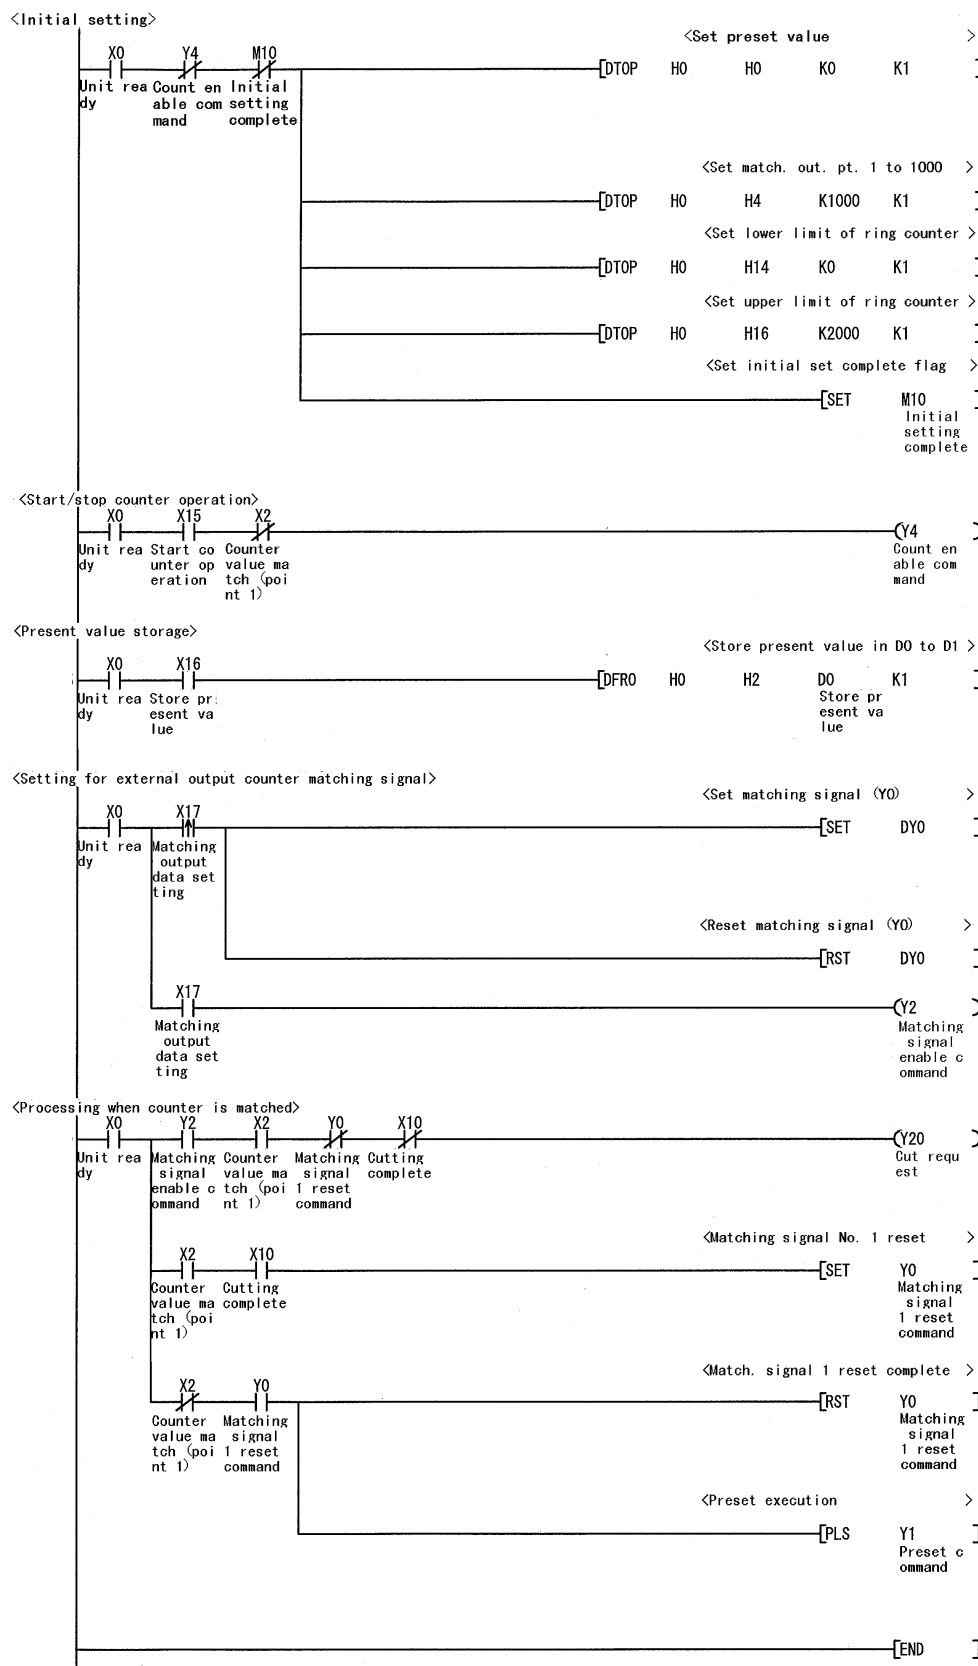 <Initial setting>
<Set preset value >
X0 Y4 M10
[DTOP H0 H0 K0 K1 ]
Unit rea Count en Initial
dy able com setting
mand complete
<Set match. out. pt. 1 to 1000 >
[DTOP H0 H4 K1000 K1 ]
<Set lower limit of ring counter >
[DTOP H0 H14 K0 K1 ]
<Set upper limit of ring counter >
[DTOP H0 H16 K2000 K1 ]
<Set initial set complete flag >
[SET M10 ]
Initial
setting
complete
<Start/stop counter operation>
X0 X15 X2
(Y4 )
Unit rea Start co Counter Count en
dy unter op value ma able com
eration tch (poi mand
nt 1)
<Present value storage>
<Store present value in D0 to D1 >
X0 X16
[DFRO H0 H2 D0 K1 ]
Unit rea Store pr Store pr
dy esent va esent va
lue lue
<Setting for external output counter matching signal>
<Set matching signal (Y0) >
X0 X17
[SET DY0 ]
Unit rea Matching
dy output
data set
ting
<Reset matching signal (Y0) >
[RST DY0 ]
X17
(Y2 )
Matching Matching
output signal
data set enable c
ting ommand
<Processing when counter is matched>
X0 Y2 X2 Y0 X10
(Y20 )
Unit rea Matching Counter Matching Cutting Cut requ
dy signal value ma signal complete est
enable c tch (poi 1 reset
ommand nt 1) command
<Matching signal No. 1 reset >
X2 X10
[SET Y0 ]
Counter Cutting Matching
value ma complete signal
tch (poi 1 reset
nt 1) command
<Match. signal 1 reset complete >
X2 Y0
[RST Y0 ]
Counter Matching Matching
value ma signal signal
tch (poi 1 reset 1 reset
nt 1) command command
<Preset execution >
[PLS Y1 ]
Preset c
ommand
[END ]